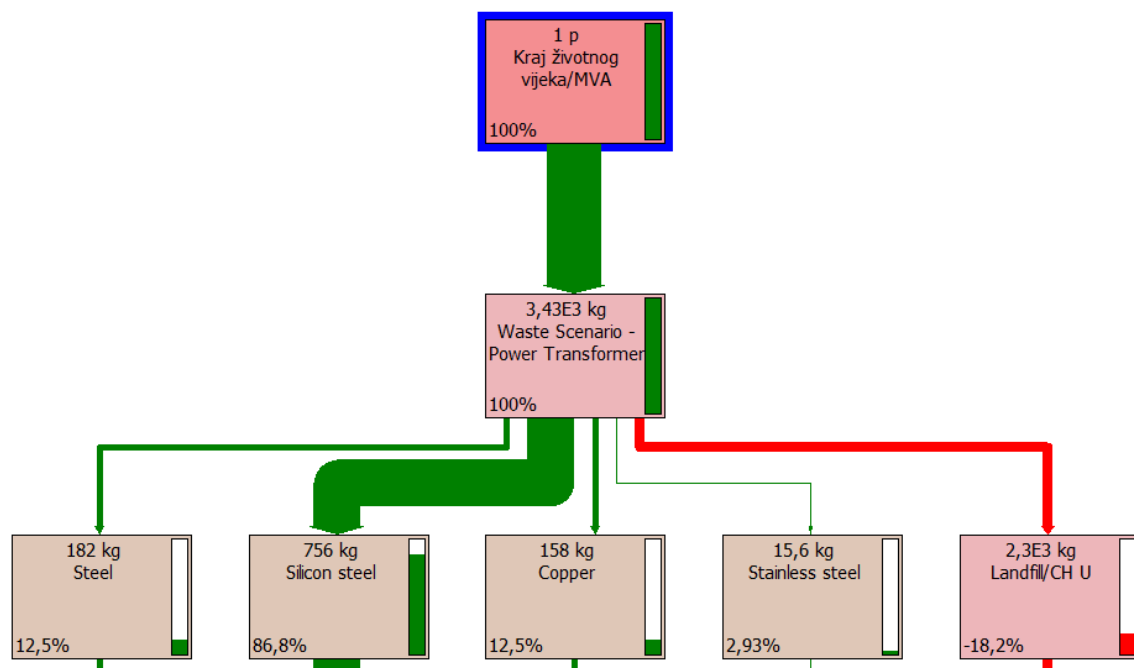 1 p
Kraj životnog
vijeka/MVA
100%
3,43E3 kg
Waste Scenario -
Power Transformer
100%
182 kg
Steel
12,5%
756 kg
Silicon steel
86,8%
158 kg
Copper
12,5%
15,6 kg
Stainless steel
2,93%
2,3E3 kg
Landfill/CH U
-18,2%